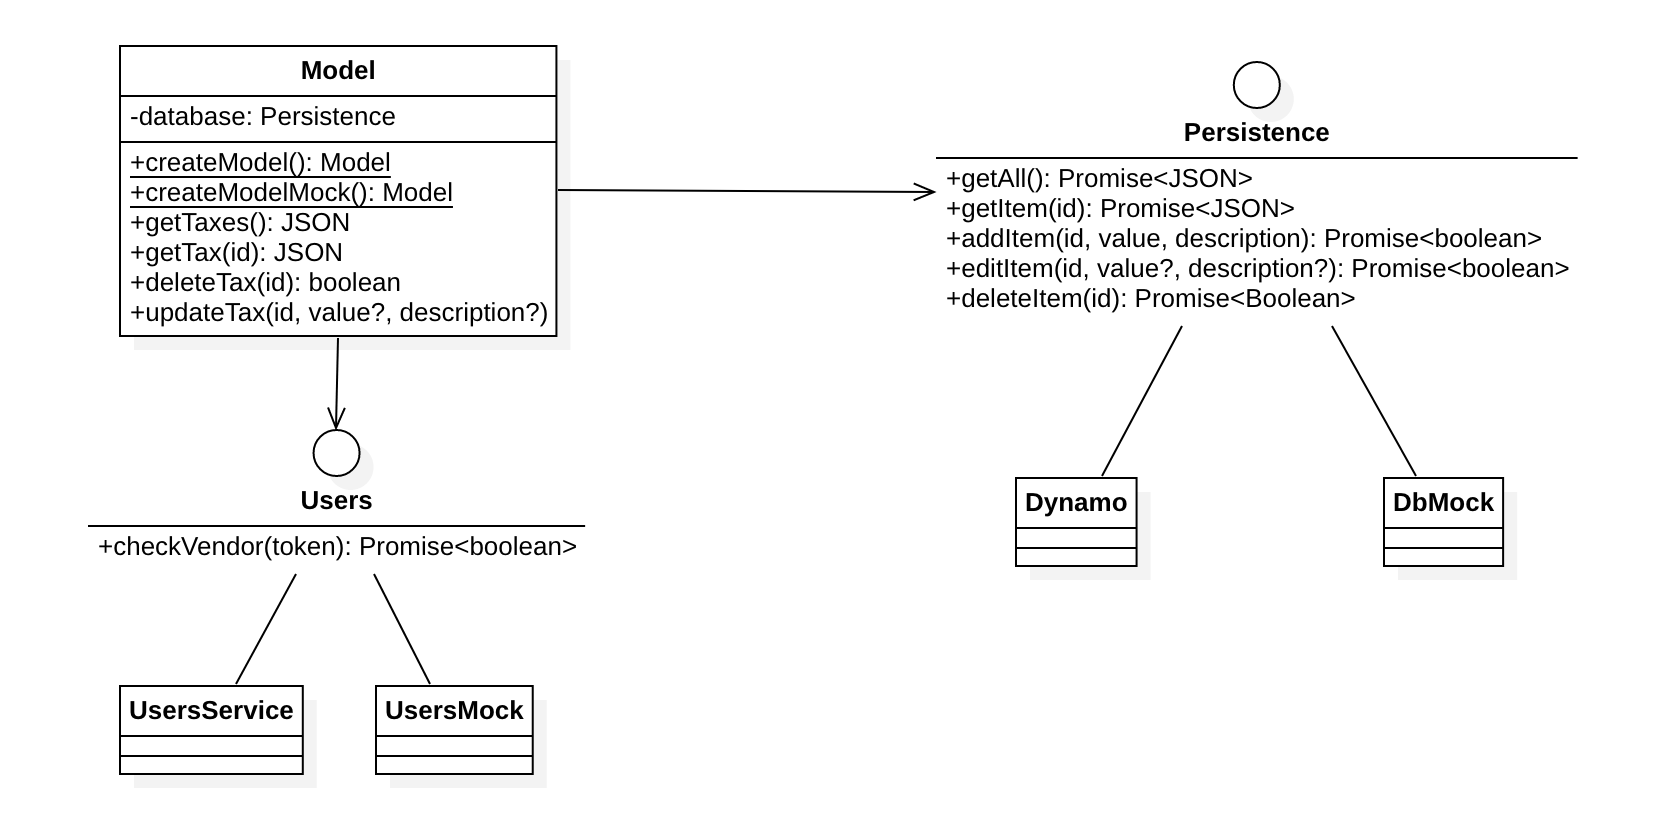 Model
-database: Persistence
+createModel(): Model
+createModelMock(): Model
+getTaxes(): JSON
+getTax(id): JSON
+deleteTax(id): boolean
+updateTax(id, value?, description?)
Persistence
+getAll(): Promise<JSON>
+getItem(id): Promise<JSON>
+addItem(id, value, description): Promise<boolean>
+editItem(id, value?, description?): Promise<boolean>
+deleteItem(id): Promise<Boolean>
Users
+checkVendor(token): Promise<boolean>
Dynamo
DbMock
UsersService
UsersMock